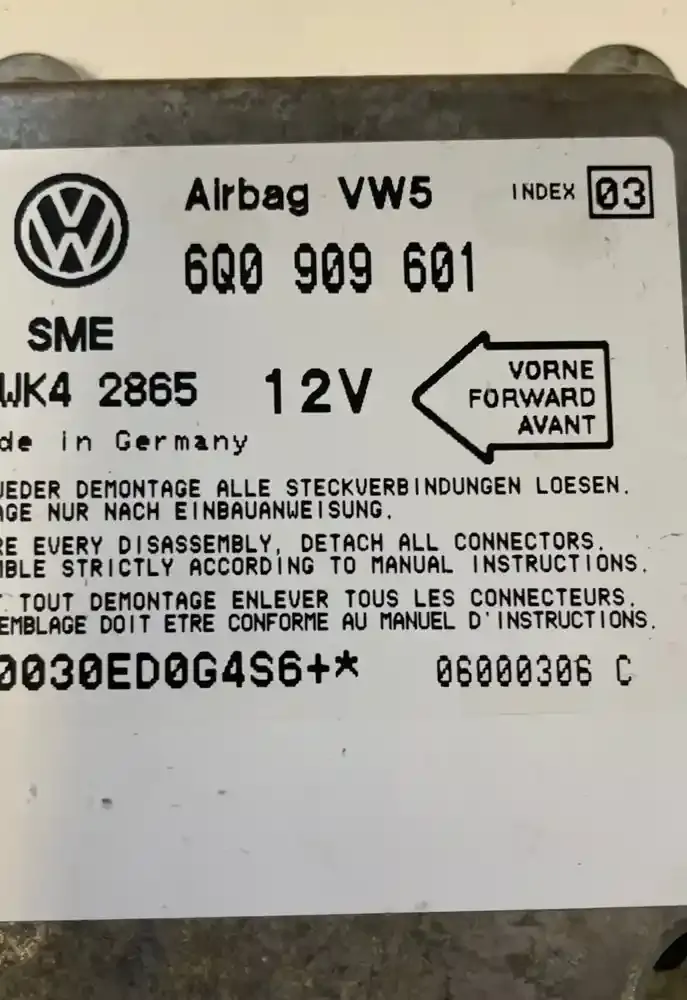 Airbag VW5 INDEX 03
6Q0 909 601
SME
WK4 2865 12V
VORNE
FORWARD
AVANT
de in Germany
JEDER DEMONTAGE ALLE STECKVERBINDUNGEN LOESEN.
AGE NUR NACH EINBAUANWEISUNG.
RE EVERY DISASSEMBLY, DETACH ALL CONNECTORS.
MBLE STRICTLY ACCORDING TO MANUAL INSTRUCTIONS.
T TOUT DEMONTAGE ENLEVER TOUS LES CONNECTEURS.
EMBLAGE DOIT ETRE CONFORME AU MANUEL D'INSTRUCTIONS.
0030ED0G4S6+* 06000306 C